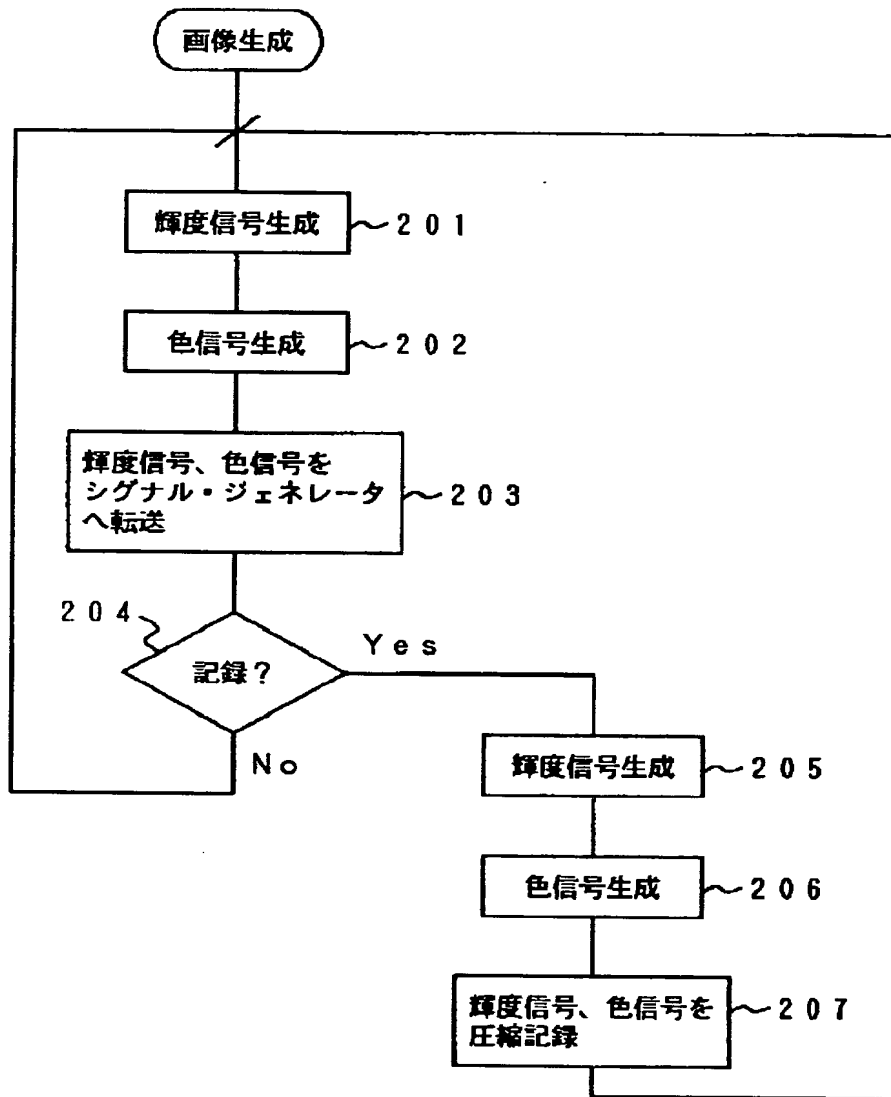 画像生成
輝度信号生成
201
色信号生成
202
輝度信号、色信号を
シグナル・ジェネレータ
へ転送
203
204
記録?
Yes
No
輝度信号生成
205
色信号生成
206
輝度信号、色信号を
圧縮記録
207